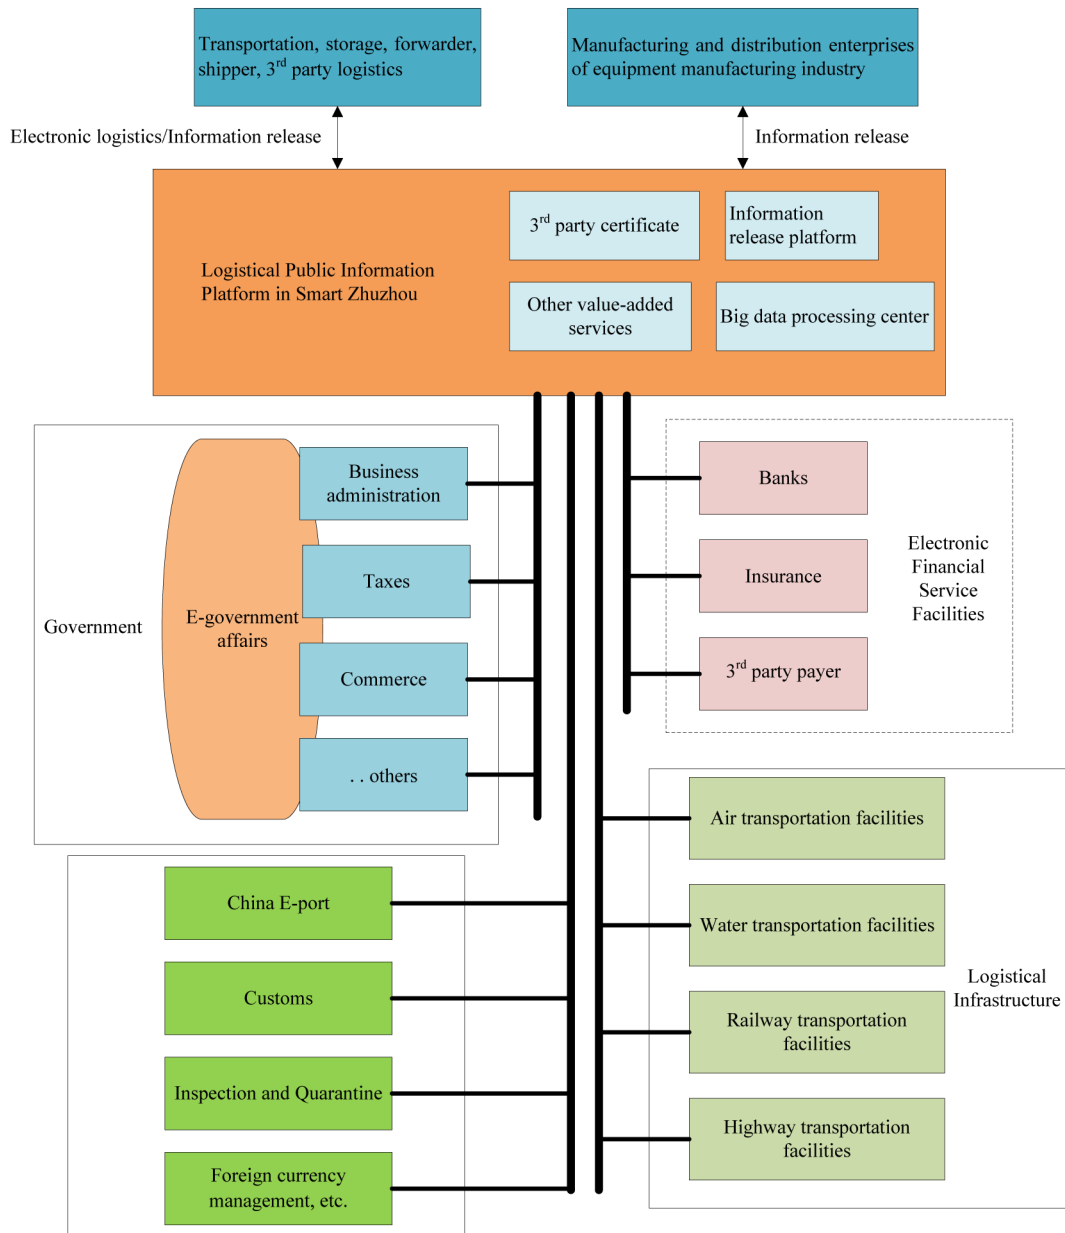 Transportation, storage, forwarder,
shipper, 3rd party logistics
Manufacturing and distribution enterprises
of equipment manufacturing industry
Electronic logistics/Information release
Information release
Logistical Public Information
Platform in Smart Zhuzhou
3rd party certificate
Information
release platform
Other value-added
services
Big data processing center
Government
E-government
affairs
Business
administration
Taxes
Commerce
. . others
Banks
Insurance
3rd party payer
Electronic
Financial
Service
Facilities
China E-port
Customs
Inspection and Quarantine
Foreign currency
management, etc.
Air transportation facilities
Water transportation facilities
Railway transportation
facilities
Highway transportation
facilities
Logistical
Infrastructure